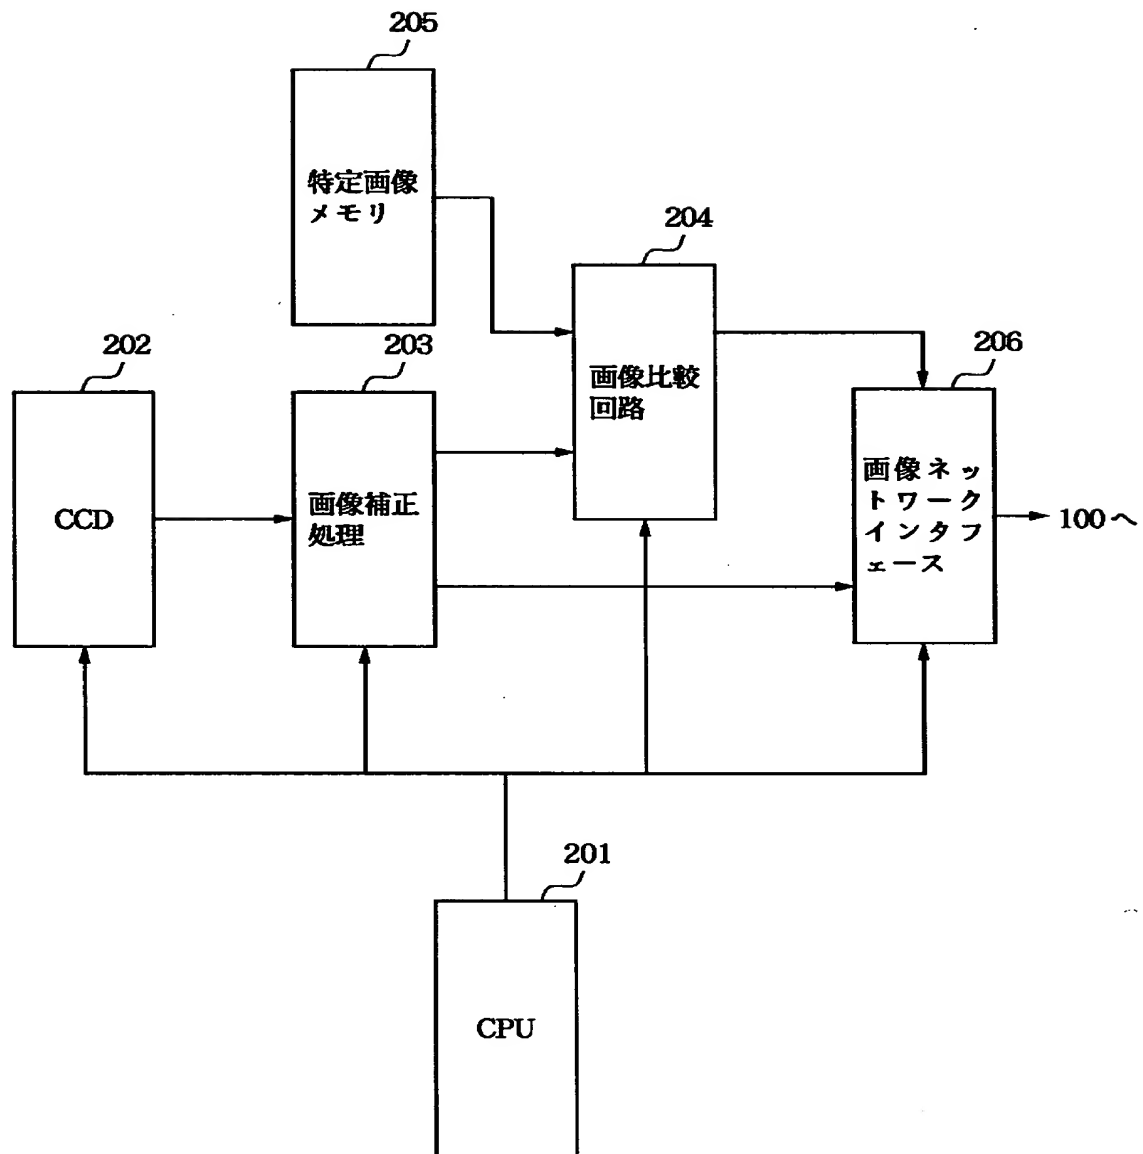 205
特定画像
メモリ
204
画像比較
回路
202
203
206
CCD
画像補正
処理
画像ネッ
トワーク
インタフ
ェース
100へ
201
CPU